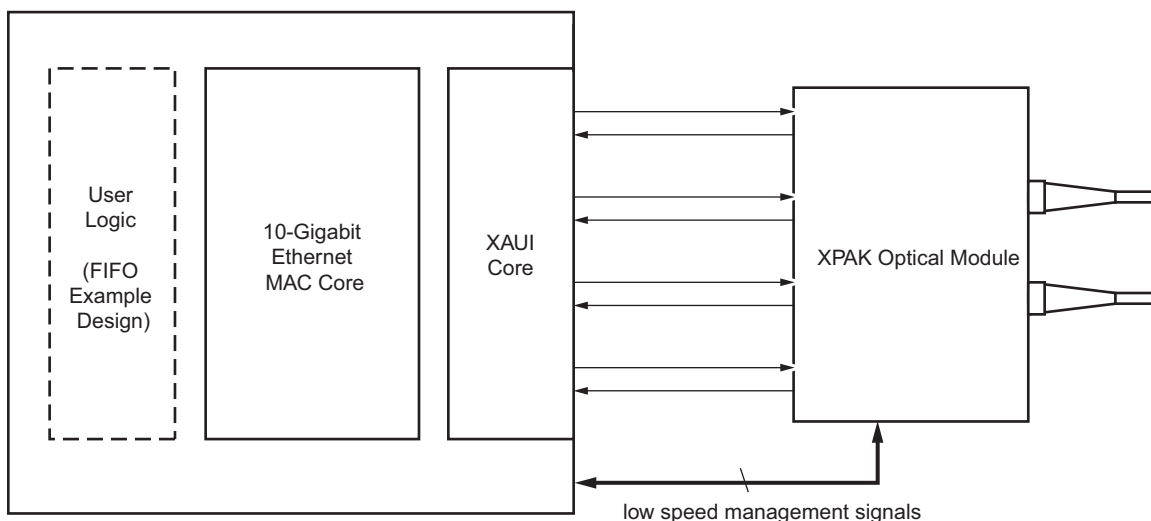 User
Logic
(FIFO
Example
Design)
10-Gigabit
Ethernet
MAC Core
XAUI
Core
XPAK Optical Module
low speed management signals